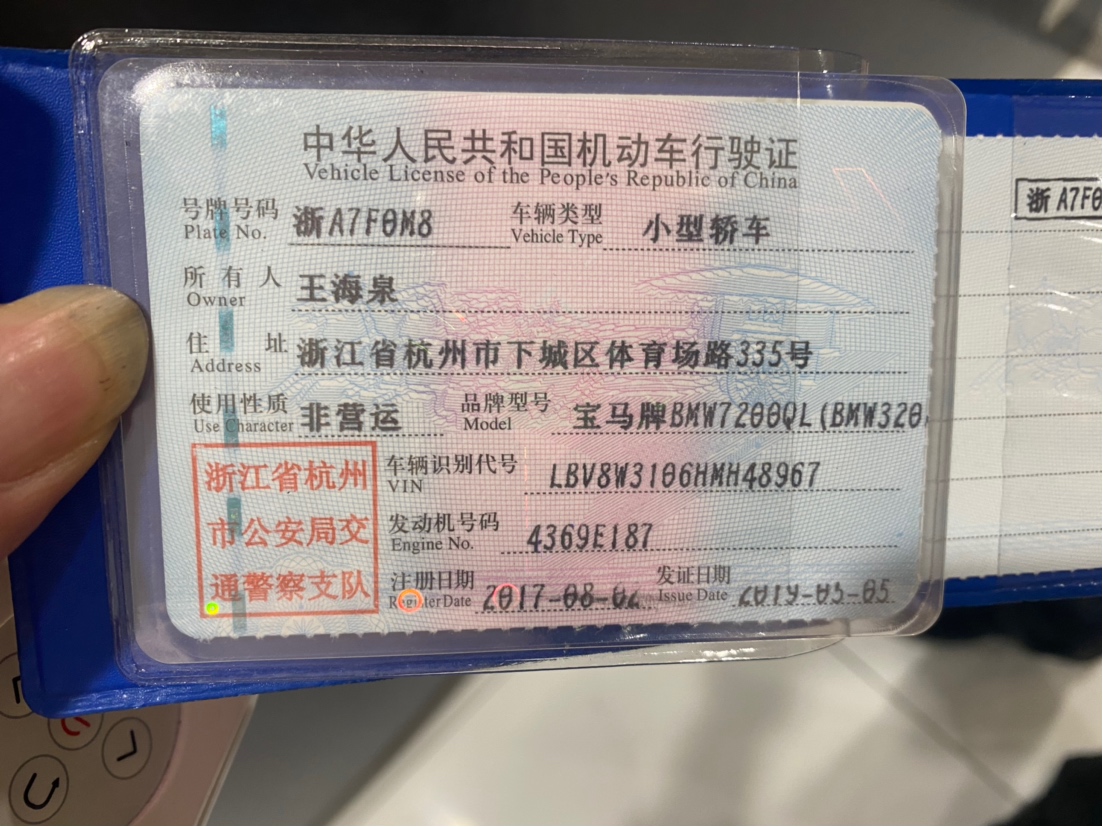 中华人民共和国机动车行驶证
Vehicle License of the People's Republic of China
号牌号码 浙A7F0M8 车辆类型 小型轿车
Plate No. Vehicle Type
所有人 王海泉
Owner
住址 浙江省杭州市下城区体育场路335号
Address
使用性质 非营运 品牌型号 宝马牌BMW7200QL(BMW320
Use Character Model
浙江省杭州
市公安局交
通警察支队
车辆识别代号 LBV8W3106HMH48967
VIN
发动机号码 4369E187
Engine No.
注册日期 2017-08-02 发证日期 2019-03-05
Register Date Issue Date
浙A7F0